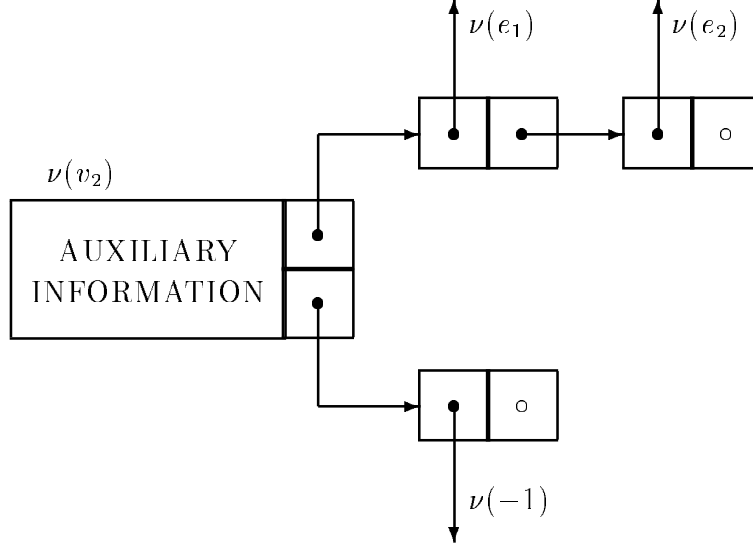 ν(e₁)
ν(e₂)
ν(v₂)
AUXILIARY
INFORMATION
ν(−1)